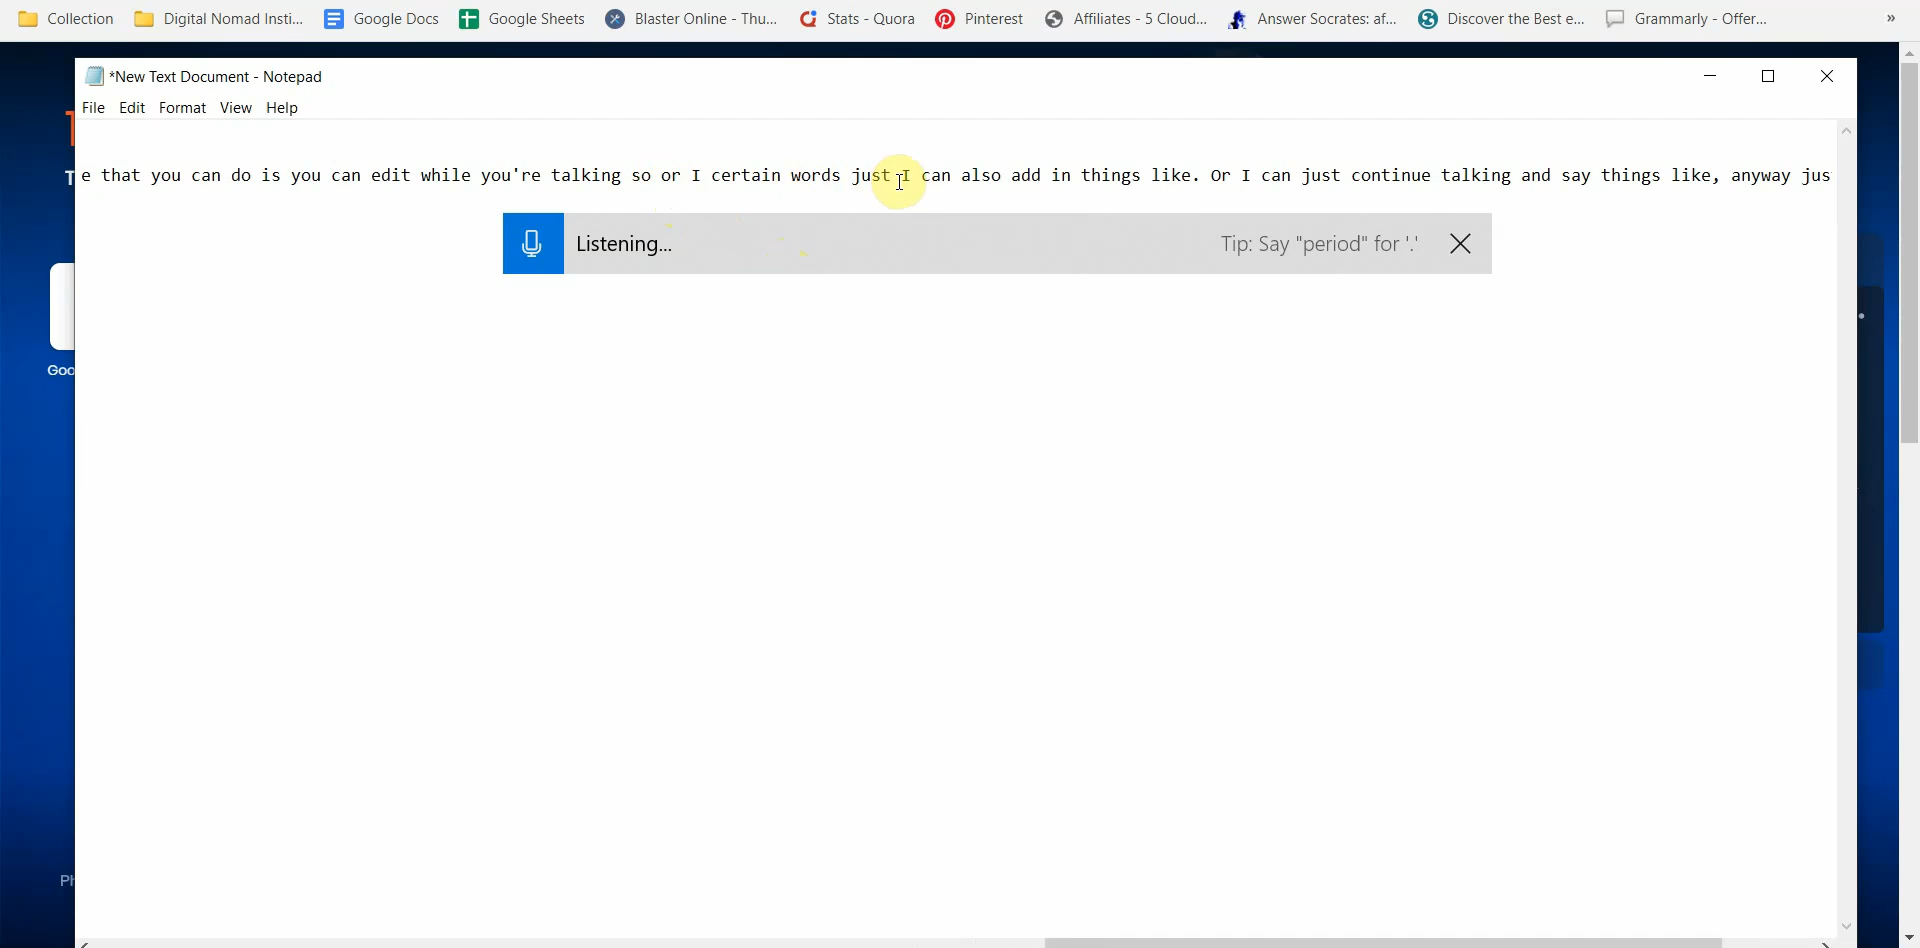 Collection Digital Nomad Insti... Google Docs Google Sheets Blaster Online - Thu... Stats - Quora Pinterest Affiliates - 5 Cloud... Answer Socrates: af... Discover the Best e... Grammarly - Offer... »
*New Text Document - Notepad
File Edit Format View Help
T
e that you can do is you can edit while you're talking so or I certain words just I can also add in things like. Or I can just continue talking and say things like, anyway jus
Listening... Tip: Say "period" for '.'
Goo
Ph